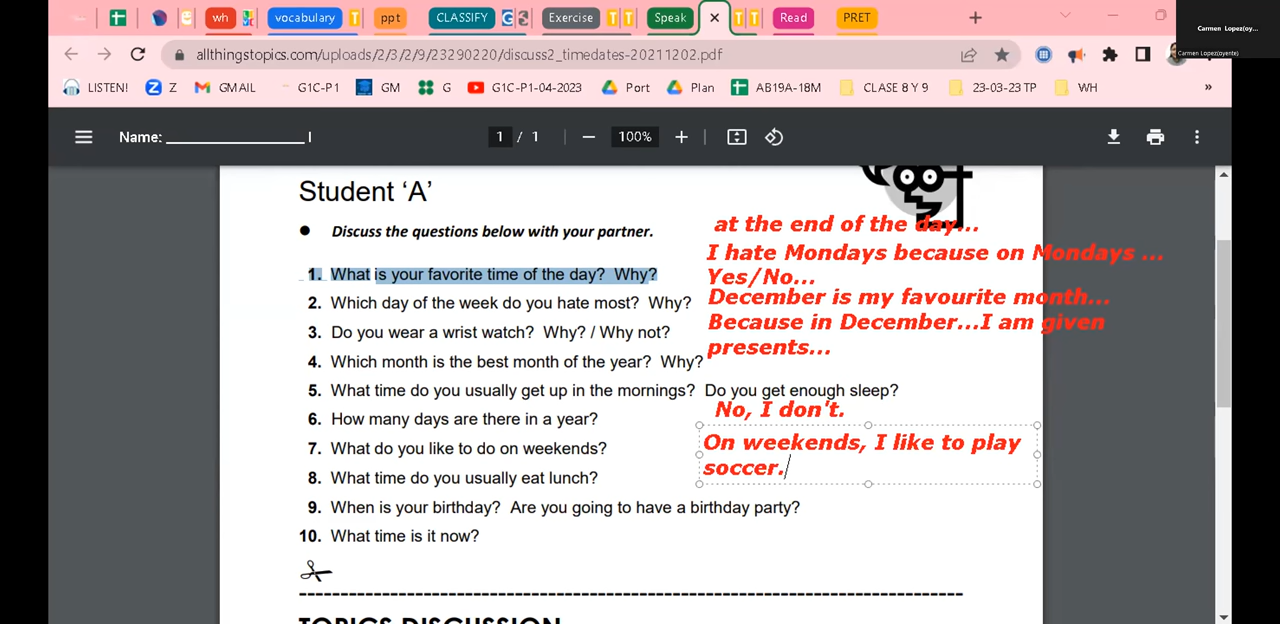 wh vocabulary T ppt CLASSIFY G Exercise T T Speak T T Read PRET
Carmen Lopez(oy...
Carmen Lopez(oyente)
allthingstopics.com/uploads/2/3/2/9/23290220/discuss2_timedates-20211202.pdf
LISTEN! Z GMAIL G1C-P1 GM G G1C-P1-04-2023 Port Plan AB19A-18M CLASE 8 Y 9 23-03-23 TP WH »
Name: _________________ I 1 / 1 — 100% +
Student ‘A’
at the end of the day...
● Discuss the questions below with your partner.
I hate Mondays because on Mondays ...
1. What is your favorite time of the day? Why?
Yes/No...
2. Which day of the week do you hate most? Why?
December is my favourite month...
Because in December...I am given
3. Do you wear a wrist watch? Why? / Why not?
presents...
4. Which month is the best month of the year? Why?
5. What time do you usually get up in the mornings? Do you get enough sleep?
No, I don't.
6. How many days are there in a year?
On weekends, I like to play
7. What do you like to do on weekends?
soccer.
8. What time do you usually eat lunch?
9. When is your birthday? Are you going to have a birthday party?
10. What time is it now?
TOPICS DISCUSSION